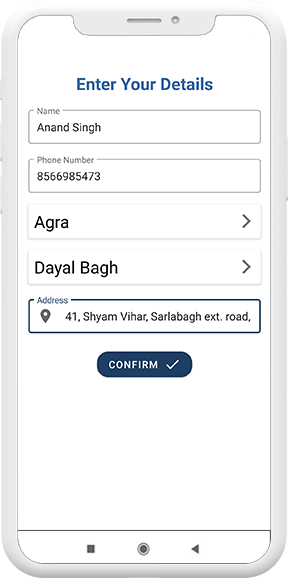 Enter Your Details
Name
Anand Singh
Phone Number
8566985473
Agra
Dayal Bagh
Address
41, Shyam Vihar, Sarlabagh ext. road,
CONFIRM